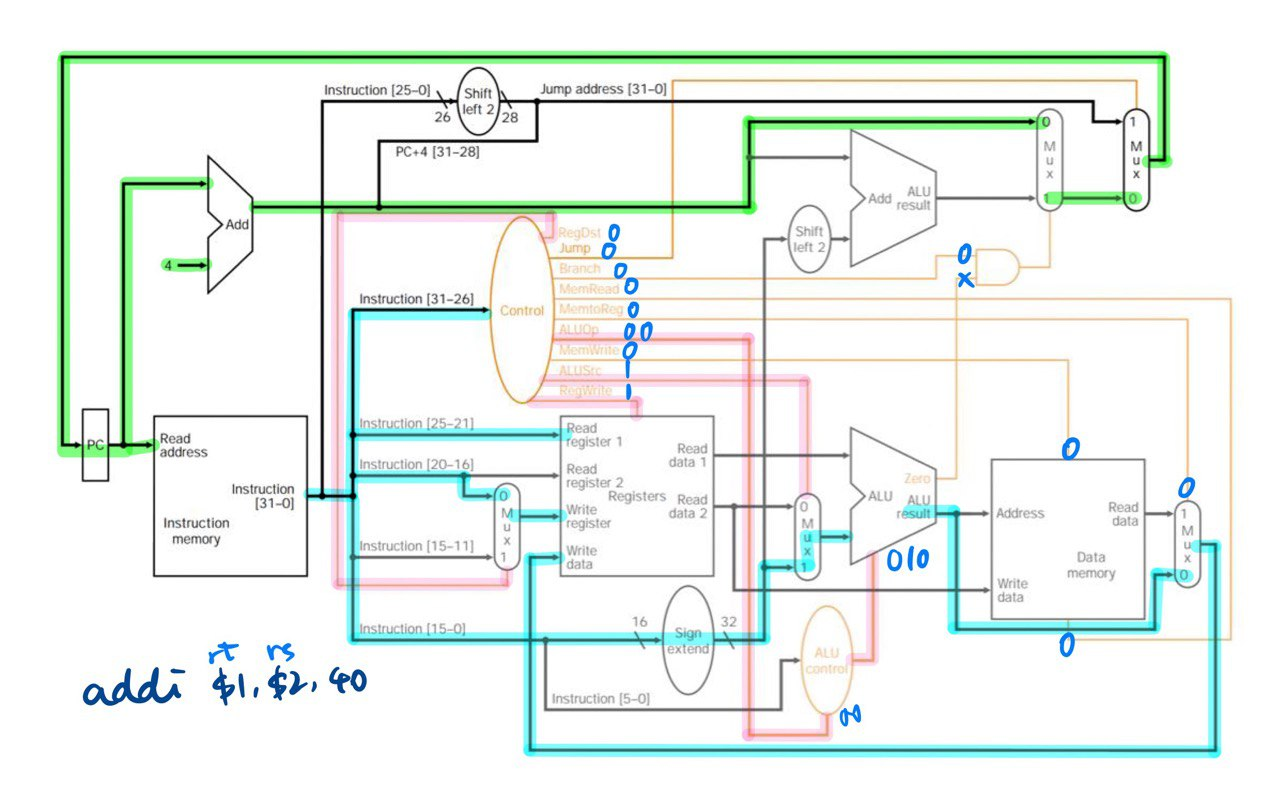 Instruction [25–0]
26
Shift left 2
28
Jump address [31–0]
PC+4 [31–28]
Add
4
0
M
u
x
1
1
M
u
x
0
Add
ALU
result
Shift
left 2
RegDst 0
Jump 0
Branch 0
MemRead 0
MemtoReg 0
ALUOp 00
MemWrite 0
ALUSrc 1
RegWrite 1
Control
0
x
Instruction [31–26]
PC
Read
address
Instruction
[31–0]
Instruction
memory
Instruction [25–21]
Instruction [20–16]
Instruction [15–11]
Instruction [15–0]
0
M
u
x
1
Read
register 1
Read
register 2
Write
register
Write
data
Registers
Read
data 1
Read
data 2
0
M
u
x
1
Zero
ALU
ALU
result
010
0
Address
Read
data
Data
memory
Write
data
0
0
1
M
u
x
0
16
Sign
extend
32
ALU
control
00
Instruction [5–0]
rt rs
addi $1, $2, 40